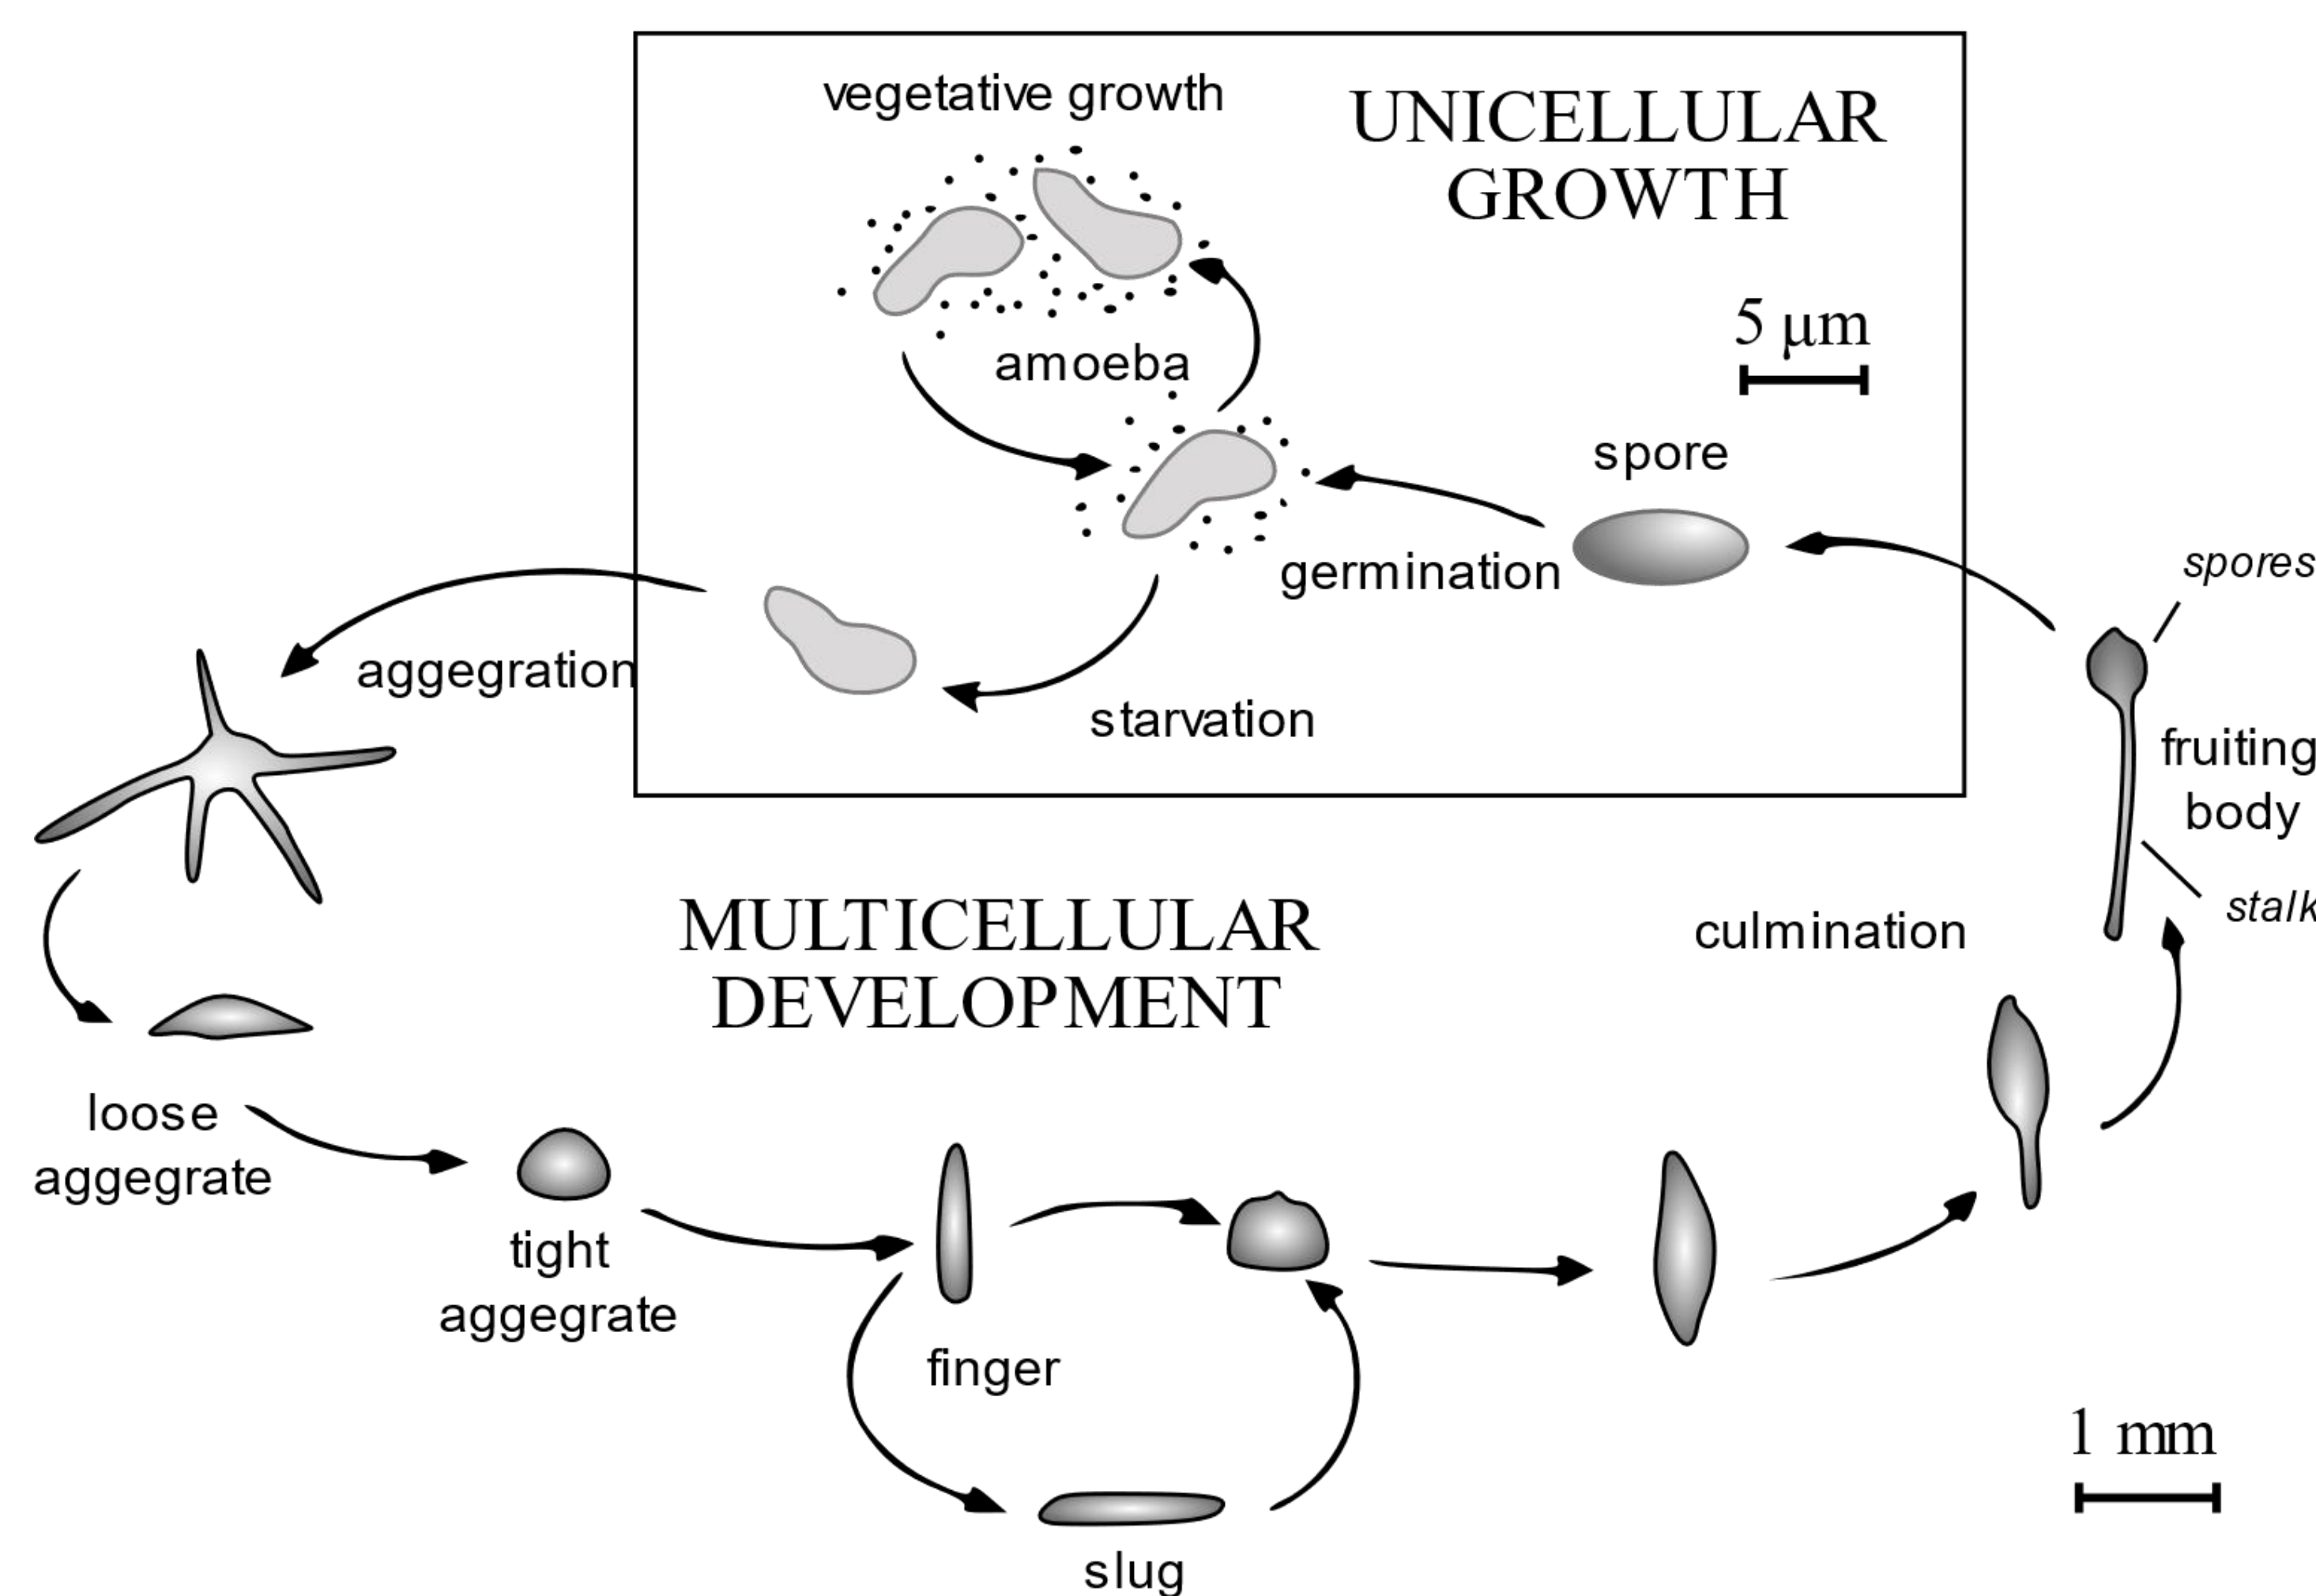 vegetative growth
UNICELLULAR
GROWTH
5 μm
amoeba
spore
germination
spores
aggegration
starvation
fruiting
body
stalk
culmination
MULTICELLULAR
DEVELOPMENT
loose
aggegrate
tight
aggegrate
finger
slug
1 mm